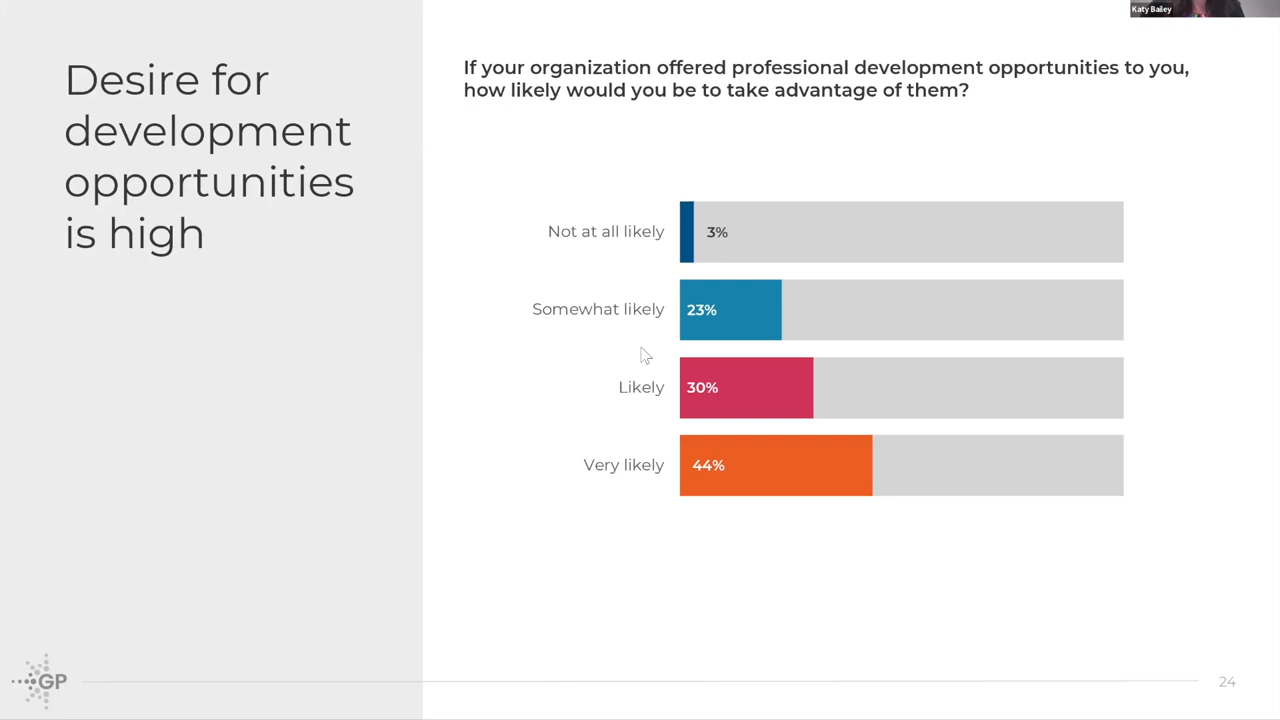 Katy Bailey
Desire for
development
opportunities
is high
If your organization offered professional development opportunities to you,
how likely would you be to take advantage of them?
Not at all likely 3%
Somewhat likely 23%
Likely 30%
Very likely 44%
GP
24